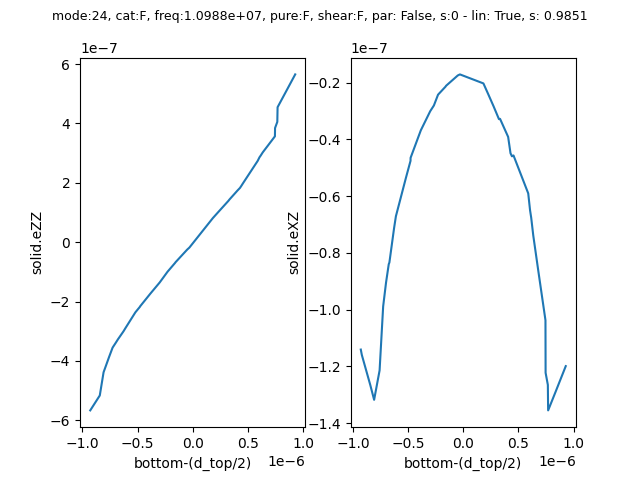 mode:24, cat:F, freq:1.0988e+07, pure:F, shear:F, par: False, s:0 - lin: True, s: 0.9851
1e−7
6
4
2
0
−2
−4
−6
solid.eZZ
−1.0
−0.5
0.0
0.5
1.0
1e−6
bottom-(d_top/2)
1e−7
−0.2
−0.4
−0.6
−0.8
−1.0
−1.2
−1.4
solid.eXZ
−1.0
−0.5
0.0
0.5
1.0
1e−6
bottom-(d_top/2)